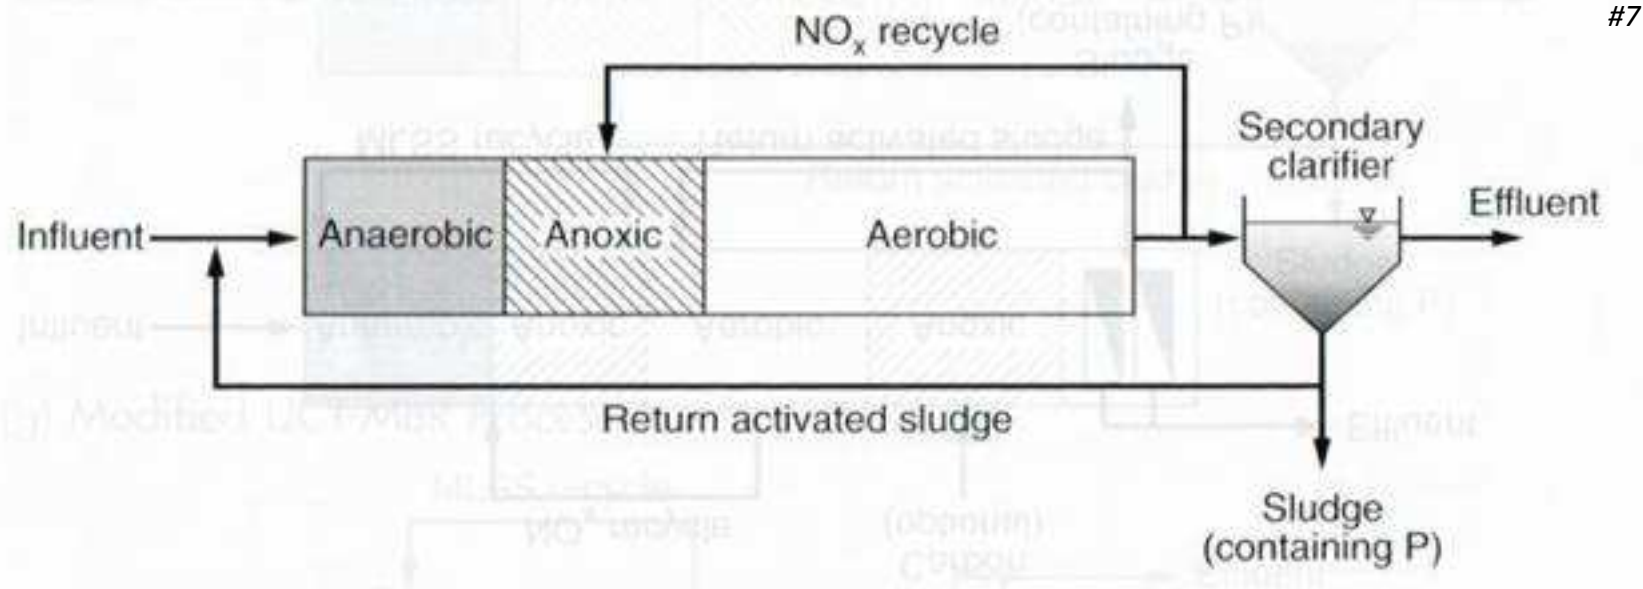 #7
NOx recycle
Secondary
clarifier
Influent
Anaerobic
Anoxic
Aerobic
Effluent
Return activated sludge
Sludge
(containing P)